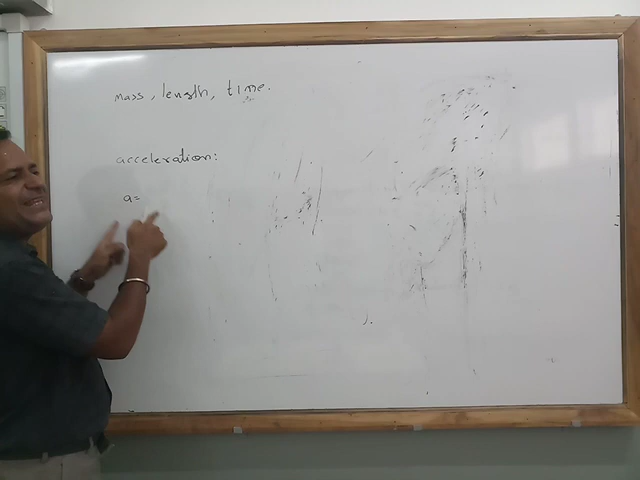 mass, length, time.
acceleration:
a=